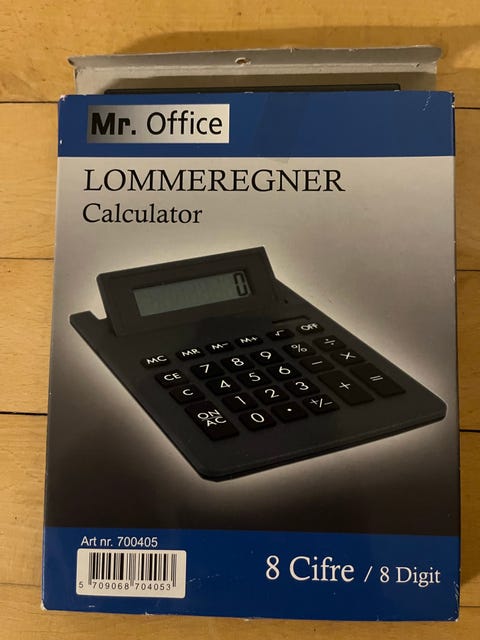 Mr. Office
LOMMEREGNER
Calculator
0
MC MR M− M+ √ OFF
CE 7 8 9 % ÷
C 4 5 6 − ×
ON AC 1 2 3 + =
0 . +/−
Art nr. 700405
5 709068 704053
8 Cifre / 8 Digit